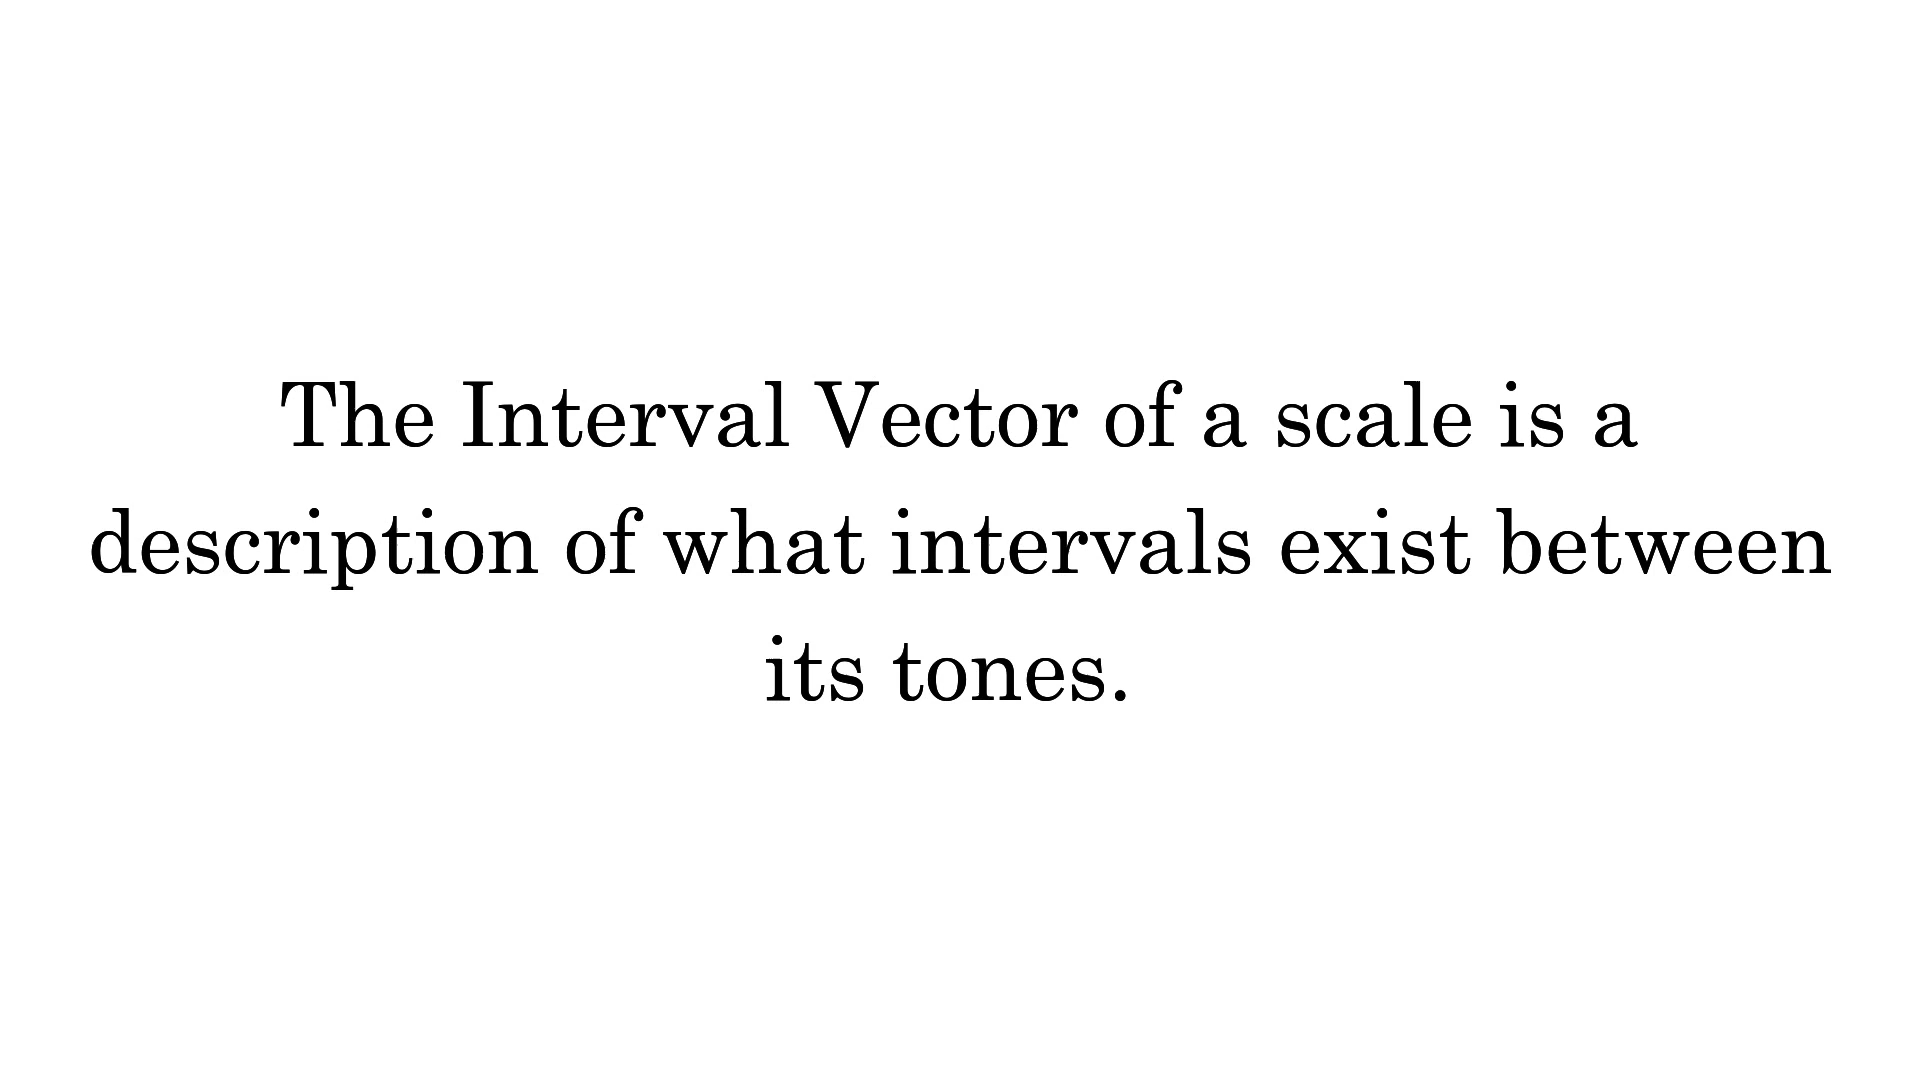 The Interval Vector of a scale is a
description of what intervals exist between
its tones.